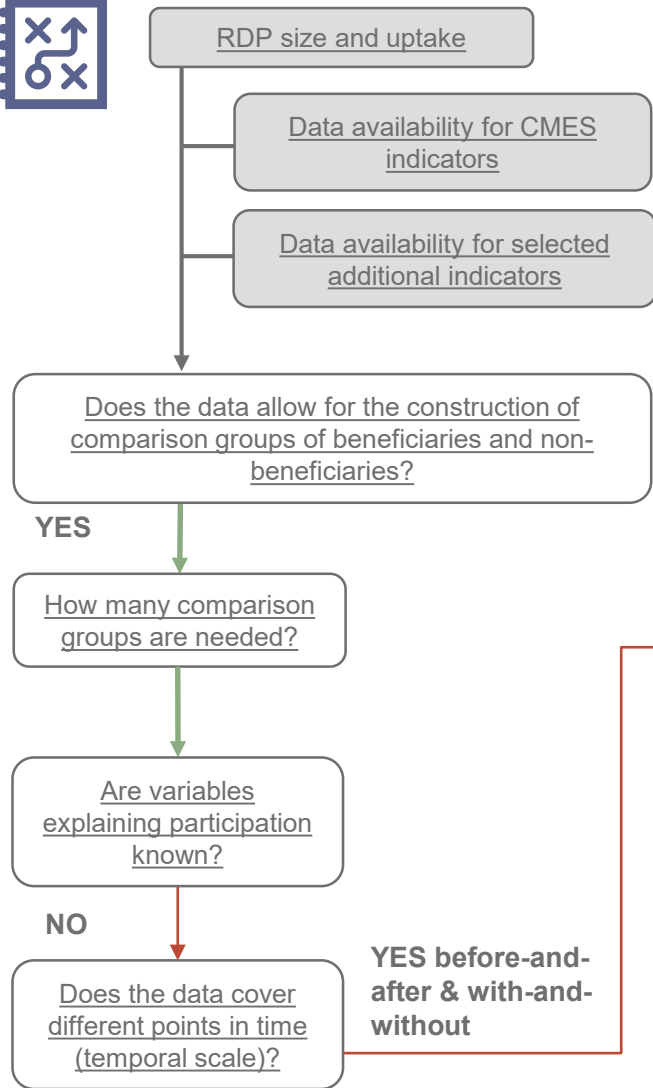 RDP size and uptake
Data availability for CMES
indicators
Data availability for selected
additional indicators
Does the data allow for the construction of
comparison groups of beneficiaries and non-
beneficiaries?
YES
How many comparison
groups are needed?
Are variables
explaining participation
known?
NO
Does the data cover
different points in time
(temporal scale)?
YES before-and-
after & with-and-
without